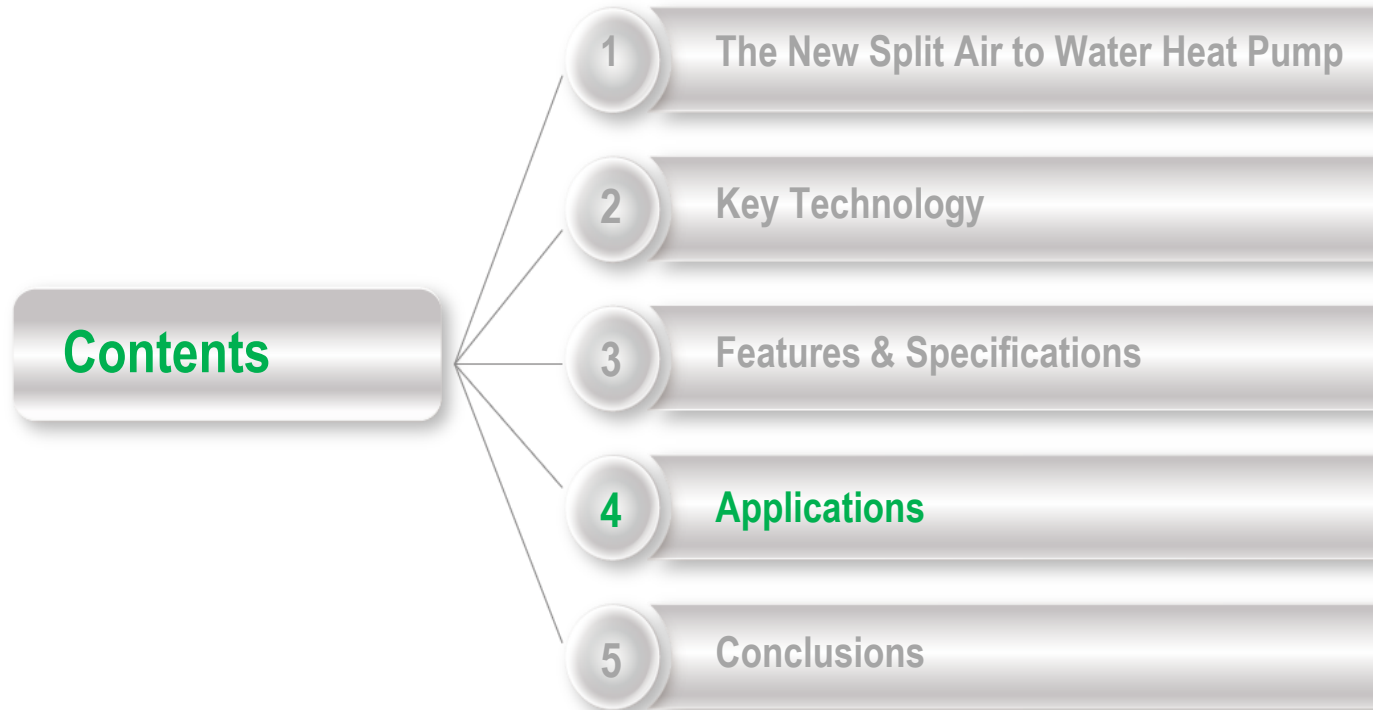 Contents
1 The New Split Air to Water Heat Pump
2 Key Technology
3 Features & Specifications
4 Applications
5 Conclusions